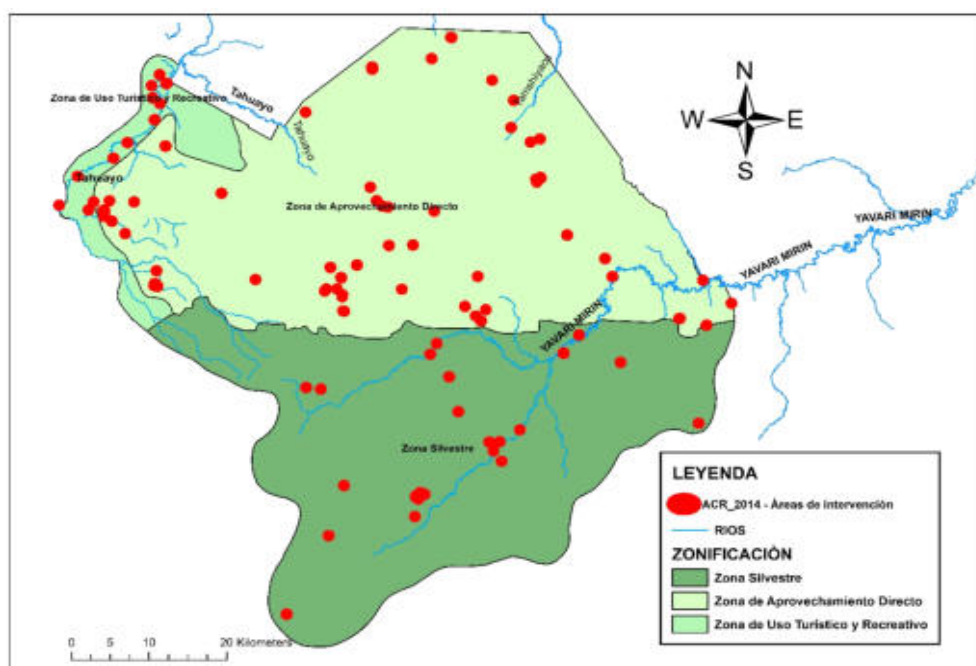 N
W E
S
Zona de Uso Turístico y Recreativo
Tahuayo
Tahuayo
Tahuayo
Zona de Aprovechamiento Directo
YAVARI MIRIN
YAVARI MIRIN
YAVARI MIRIN
Zona Silvestre
LEYENDA
ACR_2014 - Áreas de intervención
RIOS
ZONIFICACIÓN
Zona Silvestre
Zona de Aprovechamiento Directo
Zona de Uso Turístico y Recreativo
0 5 10 20 Kilometers